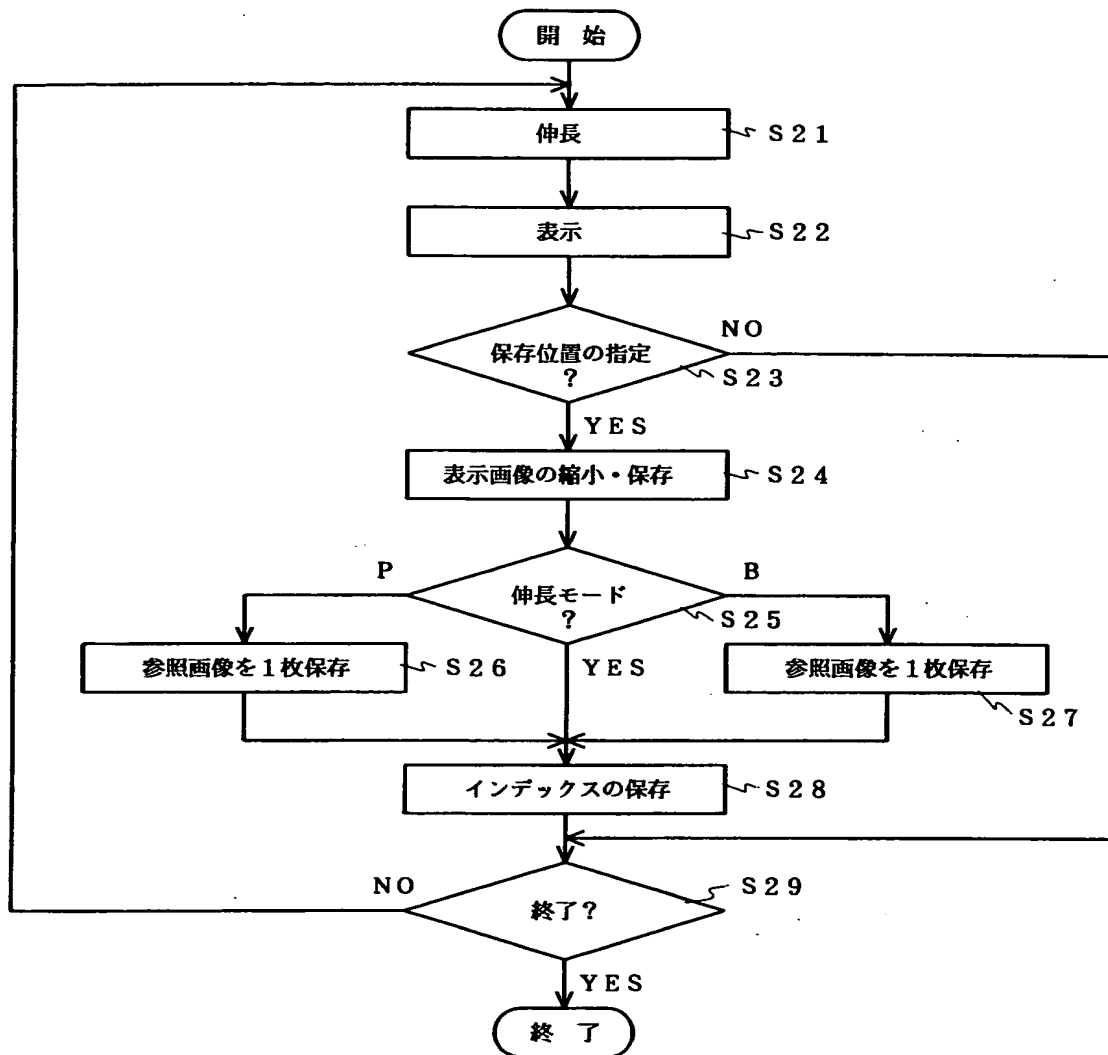 開 始
伸長
S21
表示
S22
NO
保存位置の指定
?
S23
YES
表示画像の縮小・保存
S24
P
B
伸長モード
?
S25
参照画像を1枚保存
S26
YES
参照画像を1枚保存
S27
インデックスの保存
S28
NO
S29
終了?
YES
終 了